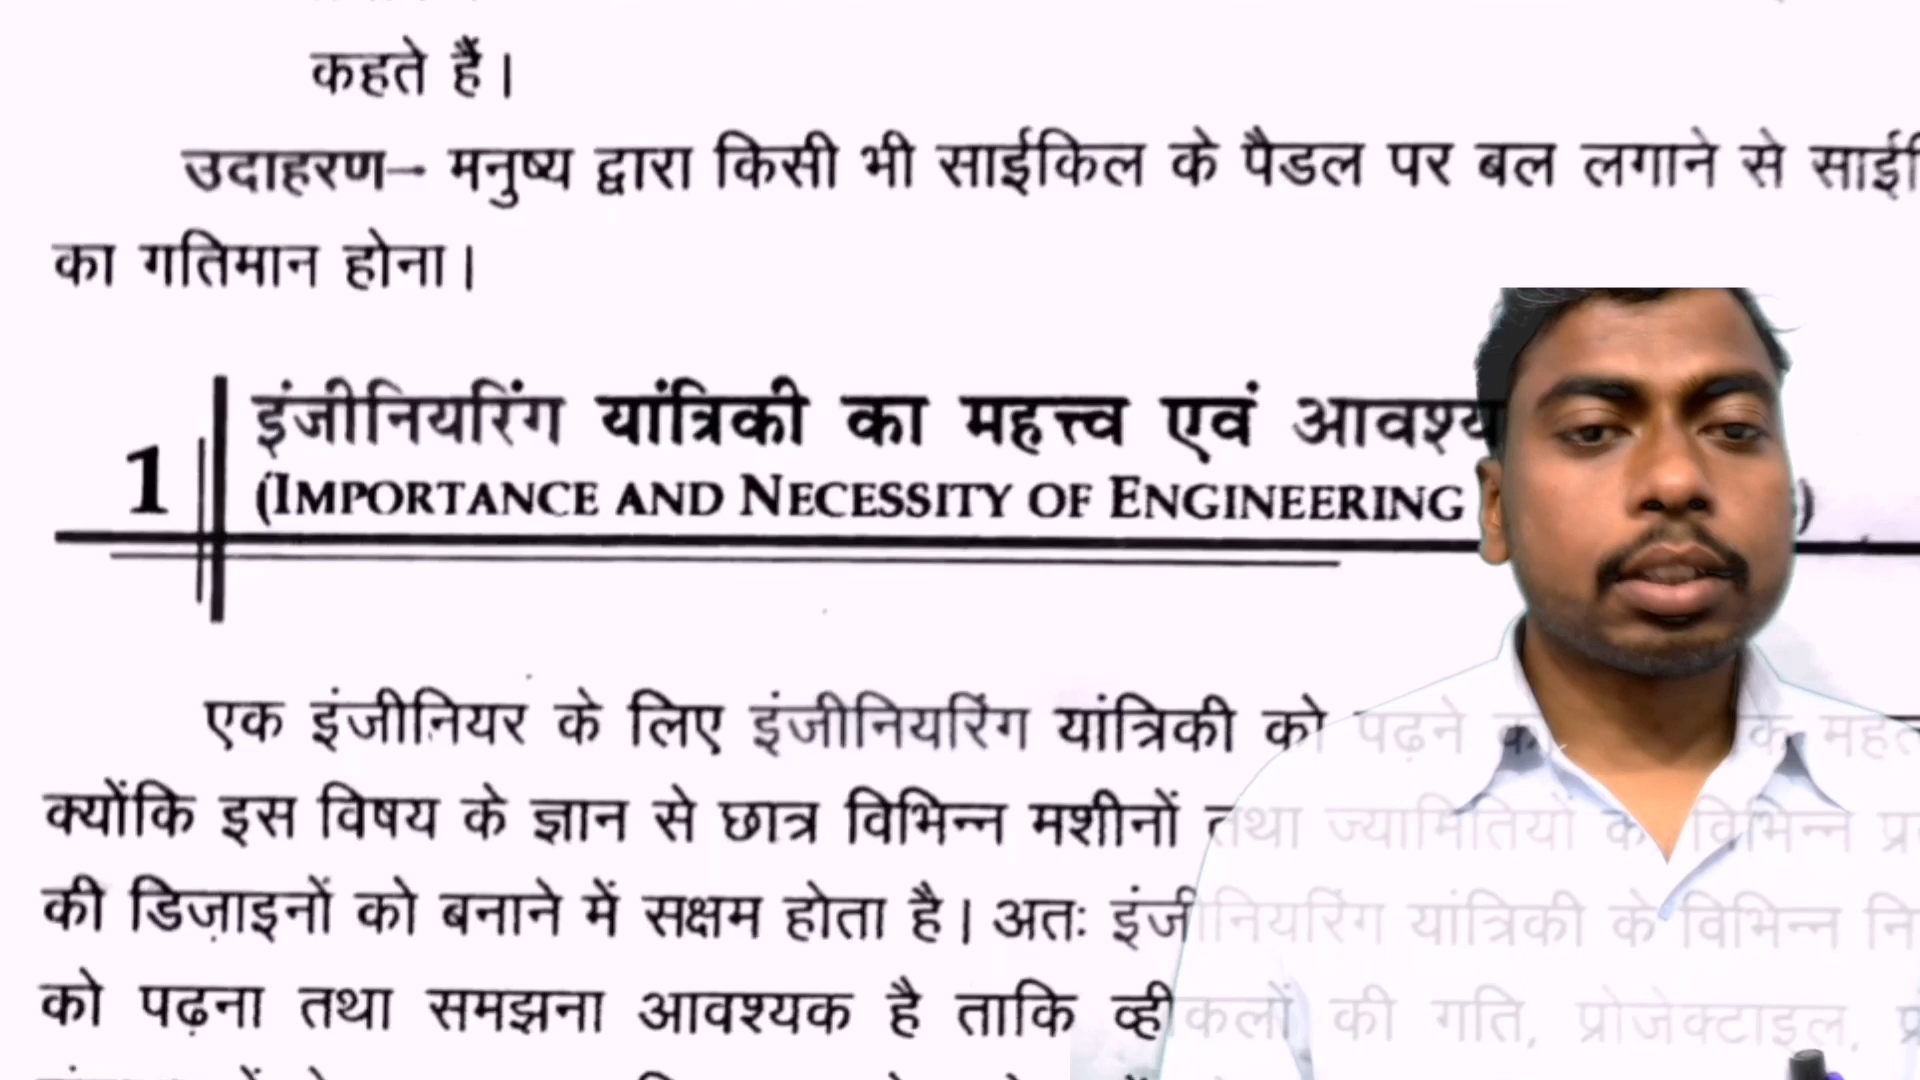 कहते हैं।
उदाहरण– मनुष्य द्वारा किसी भी साईकिल के पैडल पर बल लगाने से
का गतिमान होना।
1
इंजीनियरिंग यांत्रिकी का महत्त्व एवं
(IMPORTANCE AND NECESSITY OF ENGINEERING )
एक इंजीनियर के लिए इंजीनियरिंग यांत्रिकी को पढ़ने
क्योंकि इस विषय के ज्ञान से छात्र विभिन्न मशीनों तथा ज्यामितियों के विभिन्न
की डिज़ाइनों को बनाने में सक्षम होता है। अतः इंजीनियरिंग यांत्रिकी के विभिन्न
को पढ़ना तथा समझना आवश्यक है ताकि व्हीकलों की गति, प्रोजेक्टाइल,